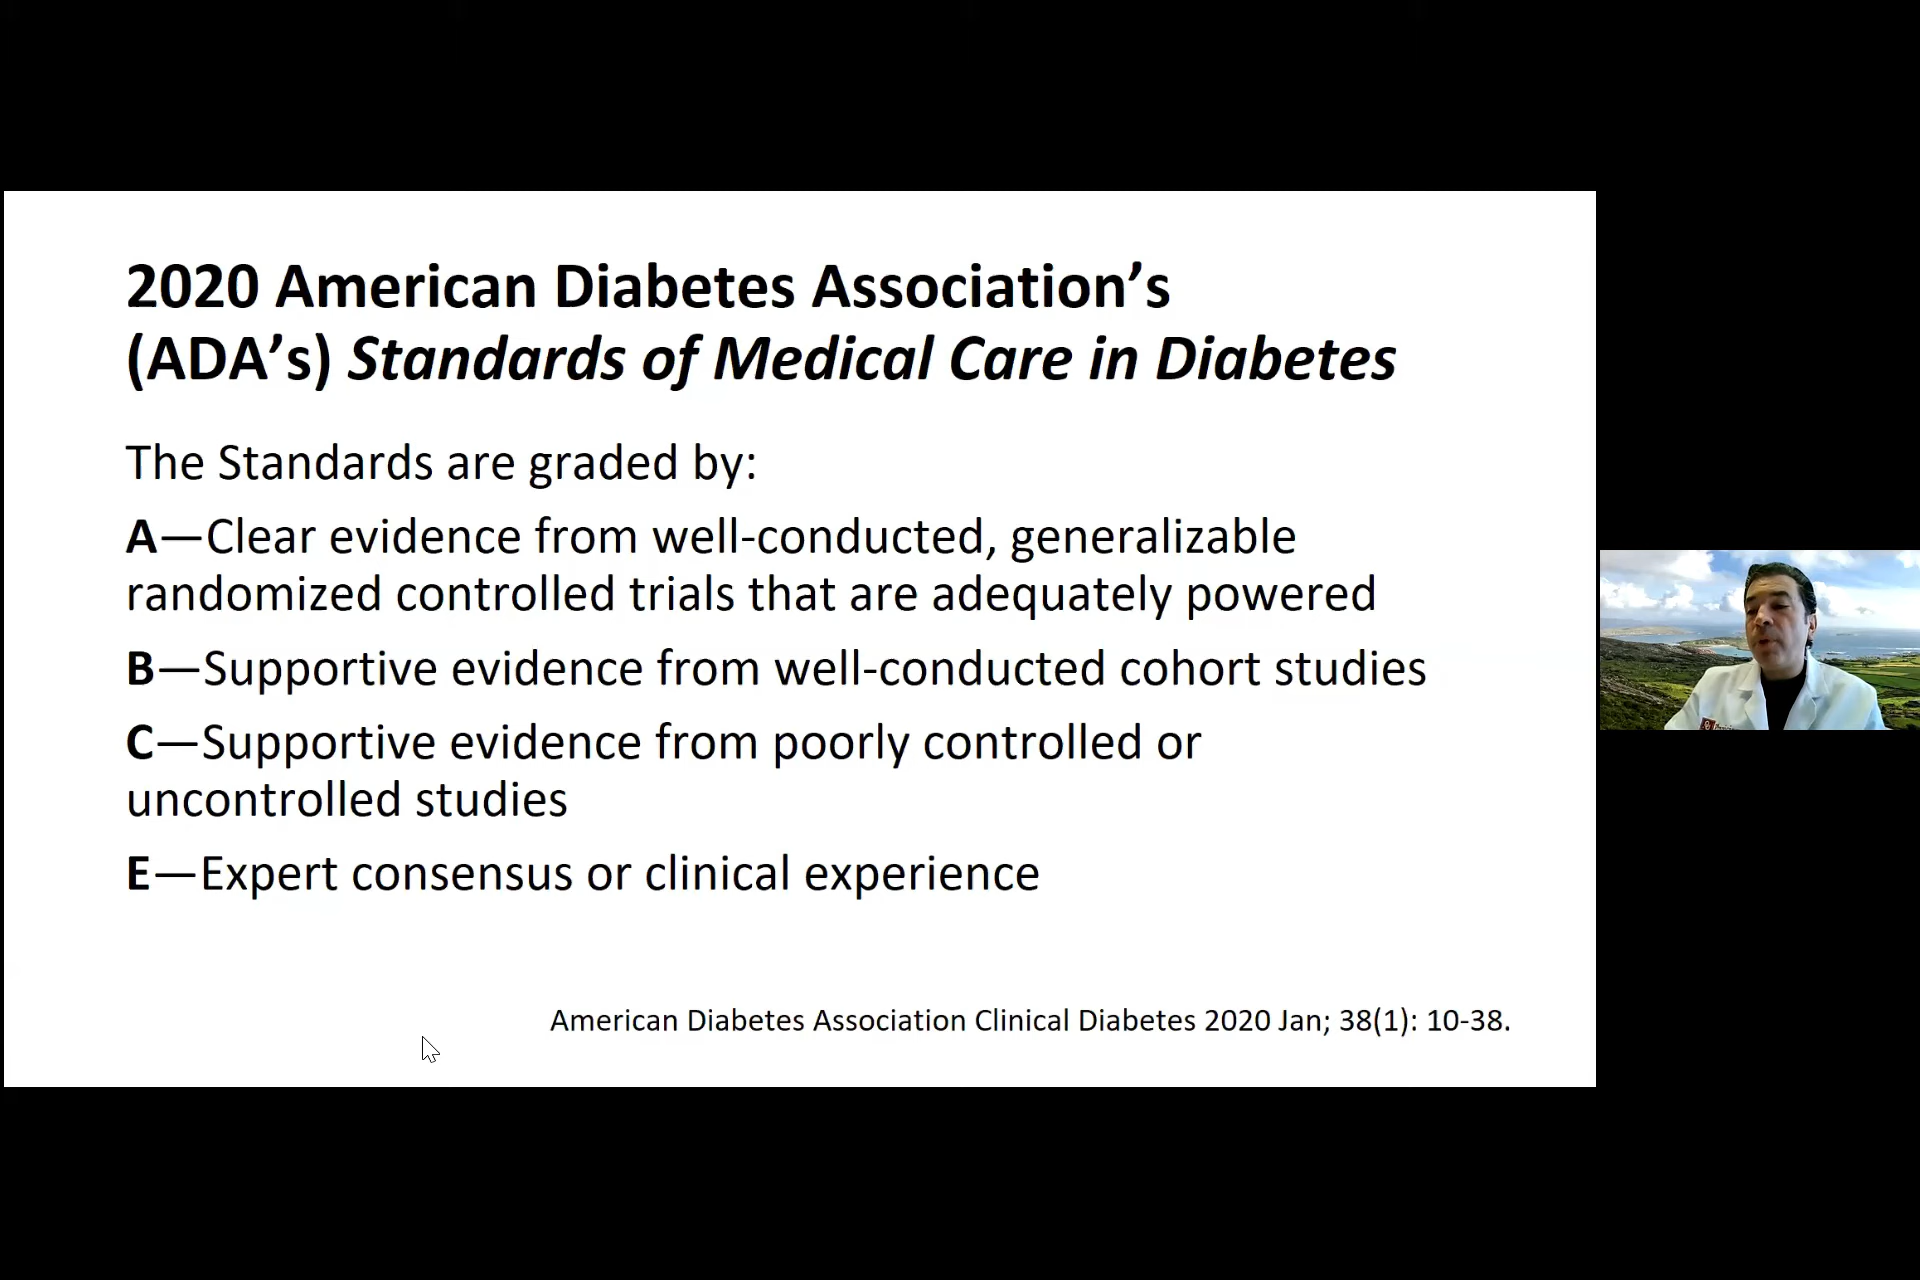 2020 American Diabetes Association’s
(ADA’s) Standards of Medical Care in Diabetes
The Standards are graded by:
A—Clear evidence from well-conducted, generalizable
randomized controlled trials that are adequately powered
B—Supportive evidence from well-conducted cohort studies
C—Supportive evidence from poorly controlled or
uncontrolled studies
E—Expert consensus or clinical experience
American Diabetes Association Clinical Diabetes 2020 Jan; 38(1): 10-38.